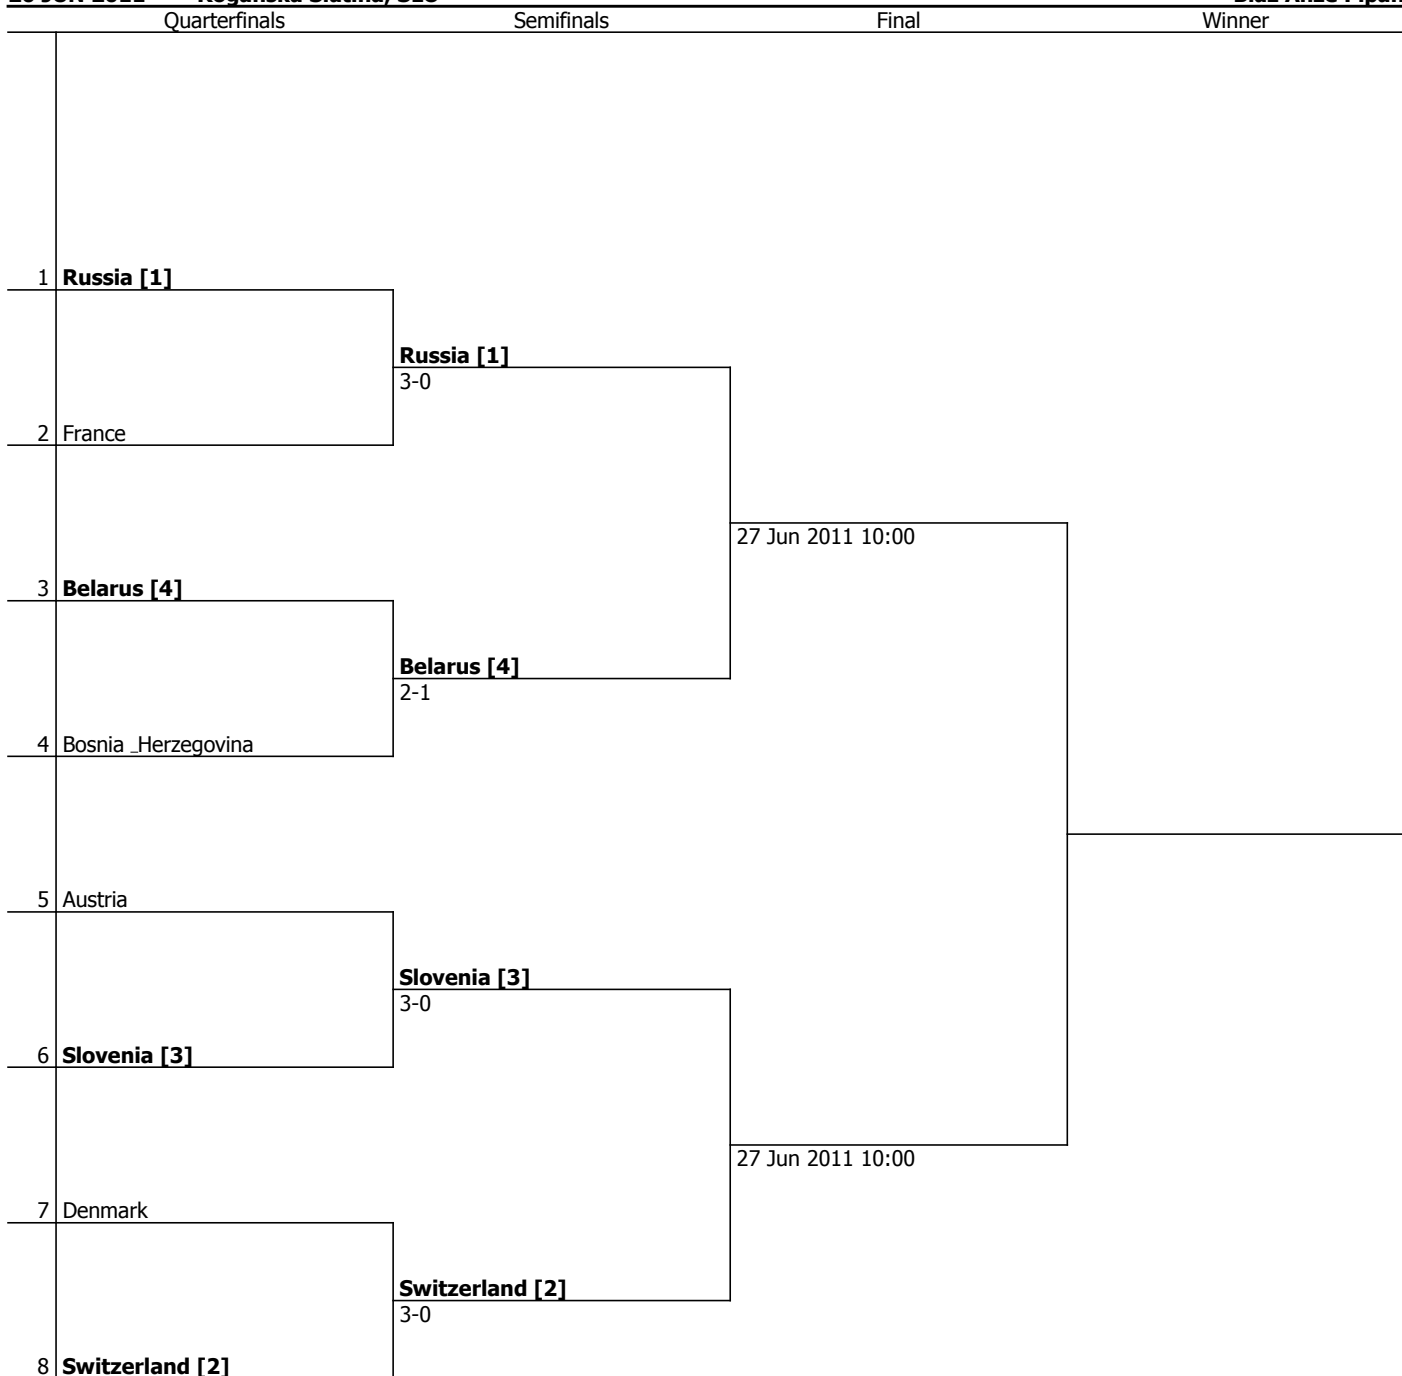 Quarterfinals Semifinals Final Winner
1 Russia [1]
Russia [1]
3-0
2 France
27 Jun 2011 10:00
3 Belarus [4]
Belarus [4]
2-1
4 Bosnia _Herzegovina
5 Austria
Slovenia [3]
3-0
6 Slovenia [3]
27 Jun 2011 10:00
7 Denmark
Switzerland [2]
3-0
8 Switzerland [2]